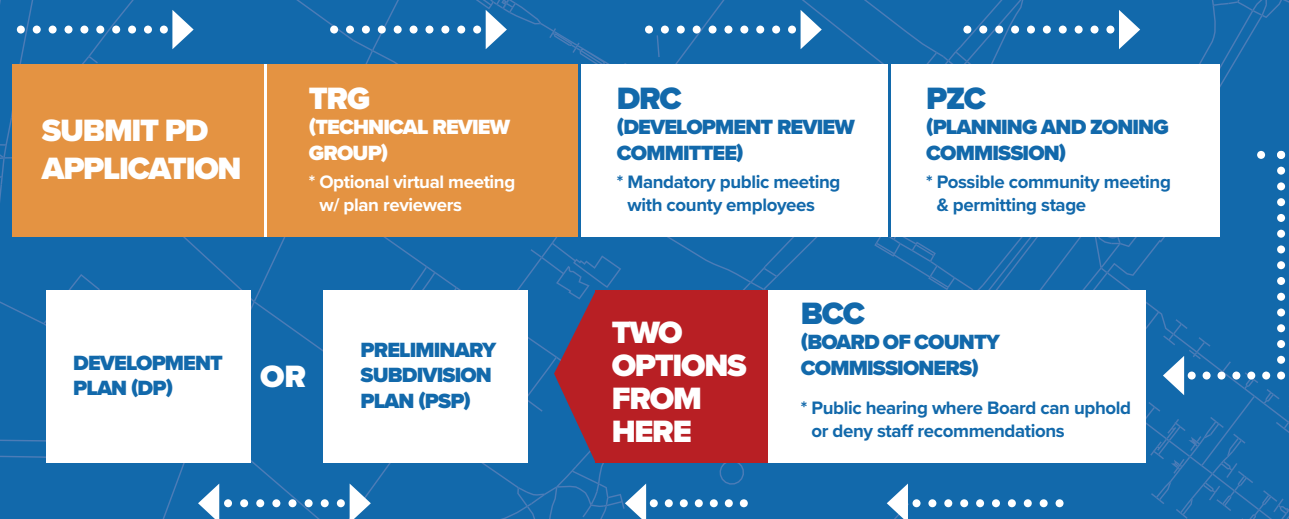 SUBMIT PD
APPLICATION
TRG
(TECHNICAL REVIEW
GROUP)
* Optional virtual meeting
w/ plan reviewers
DRC
(DEVELOPMENT REVIEW
COMMITTEE)
* Mandatory public meeting
with county employees
PZC
(PLANNING AND ZONING
COMMISSION)
* Possible community meeting
& permitting stage
BCC
(BOARD OF COUNTY
COMMISSIONERS)
* Public hearing where Board can uphold
or deny staff recommendations
TWO
OPTIONS
FROM
HERE
PRELIMINARY
SUBDIVISION
PLAN (PSP)
OR
DEVELOPMENT
PLAN (DP)